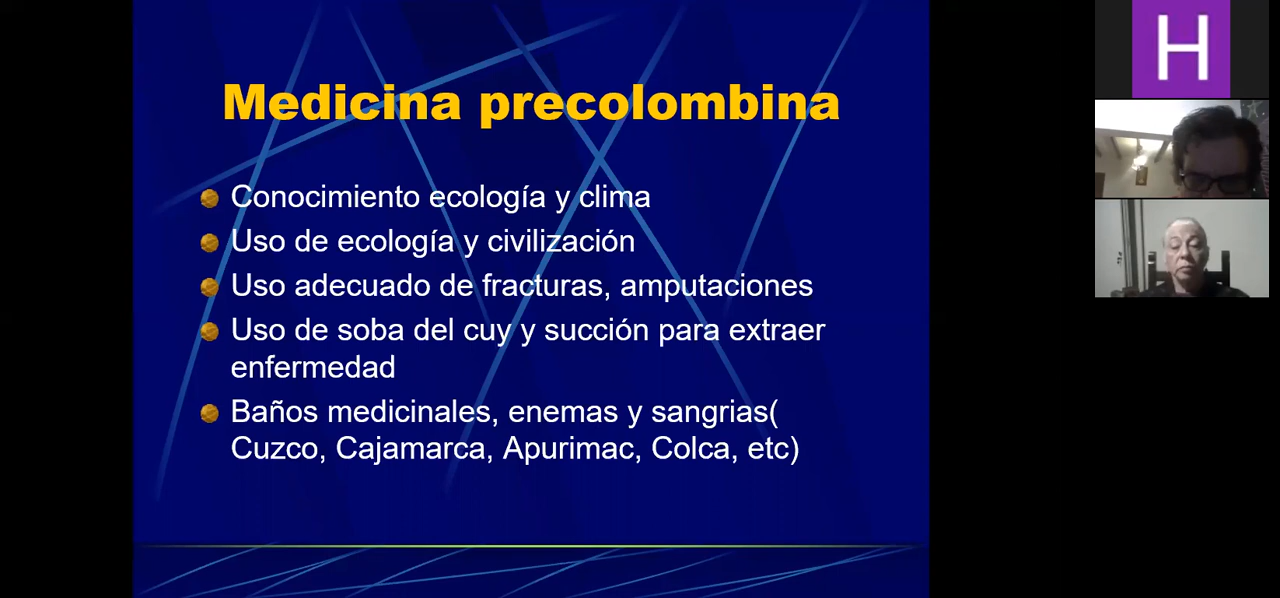 Medicina precolombina
Conocimiento ecología y clima
Uso de ecología y civilización
Uso adecuado de fracturas, amputaciones
Uso de soba del cuy y succión para extraer
enfermedad
Baños medicinales, enemas y sangrias(
Cuzco, Cajamarca, Apurimac, Colca, etc)
H